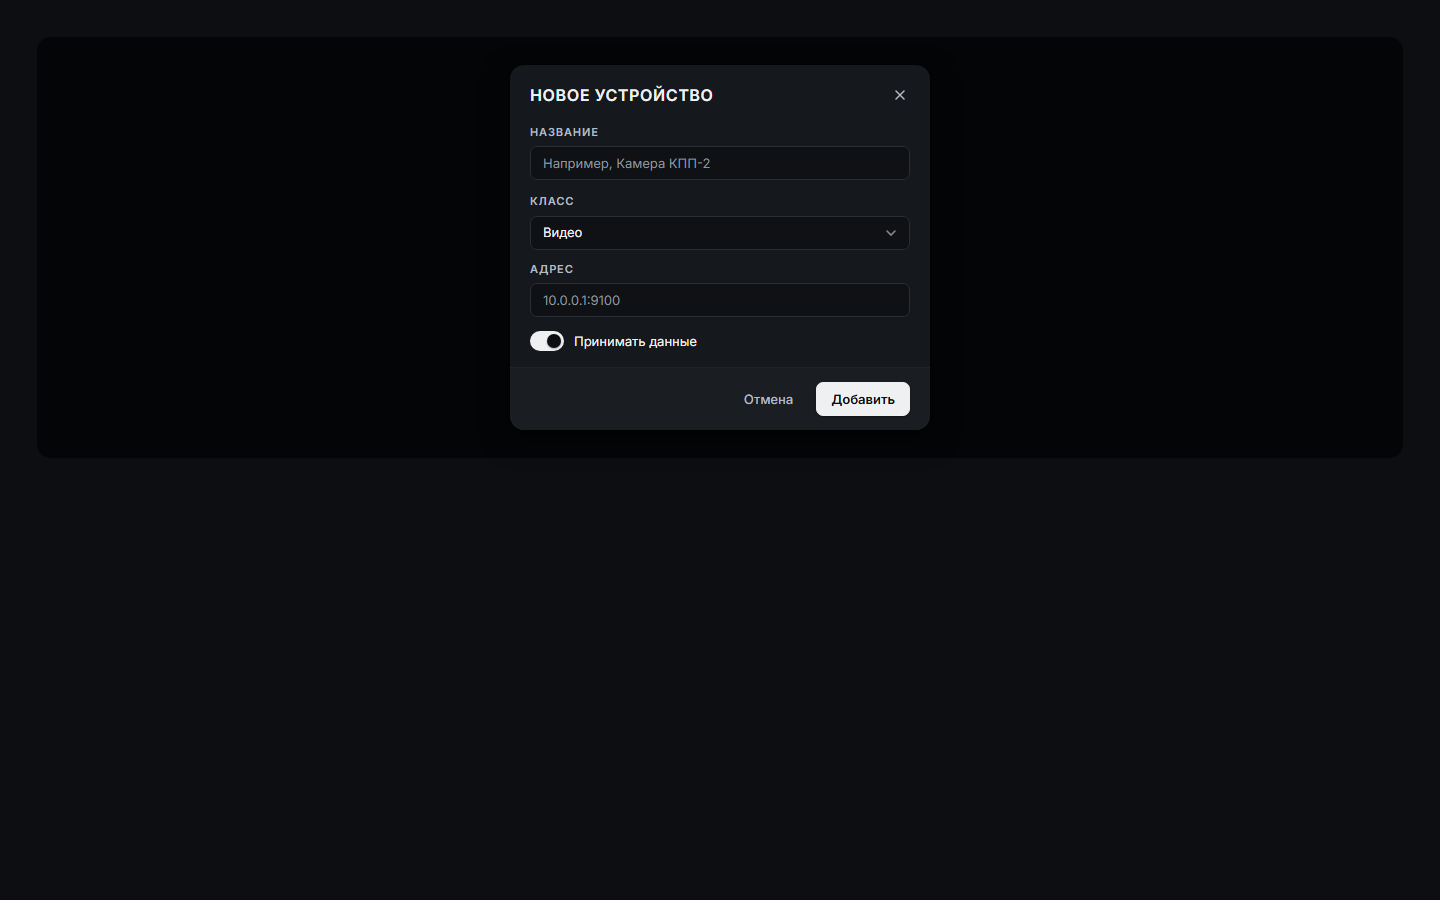 НОВОЕ УСТРОЙСТВО
НАЗВАНИЕ
Например, Камера КПП-2
КЛАСС
Видео
АДРЕС
10.0.0.1:9100
Принимать данные
Отмена
Добавить